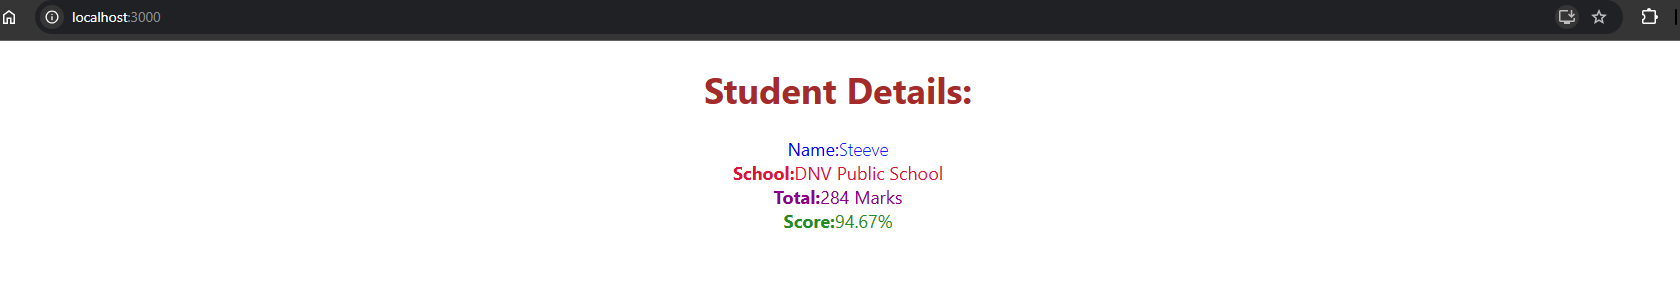 localhost:3000
Student Details:
Name:Steeve
School:DNV Public School
Total:284 Marks
Score:94.67%